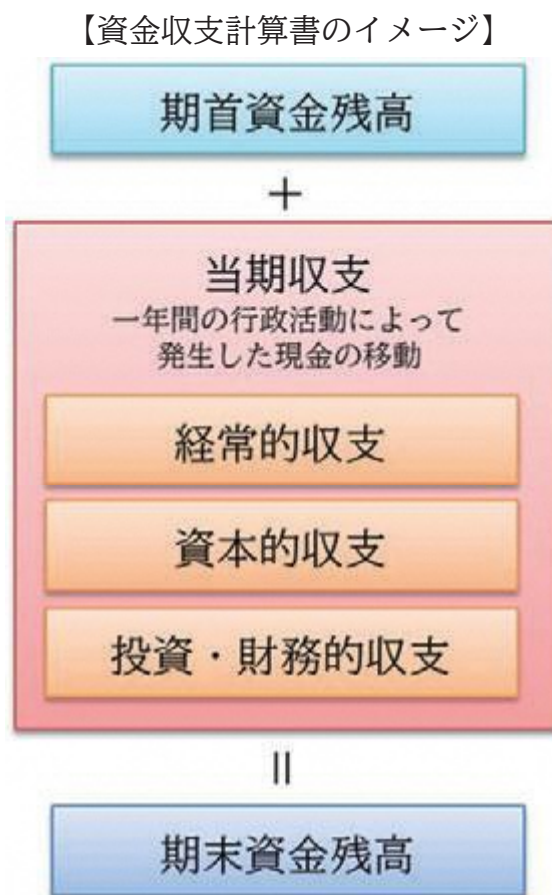 【資金収支計算書のイメージ】
期首資金残高
＋
当期収支
一年間の行政活動によって
発生した現金の移動
経常的収支
資本的収支
投資・財務的収支
＝
期末資金残高